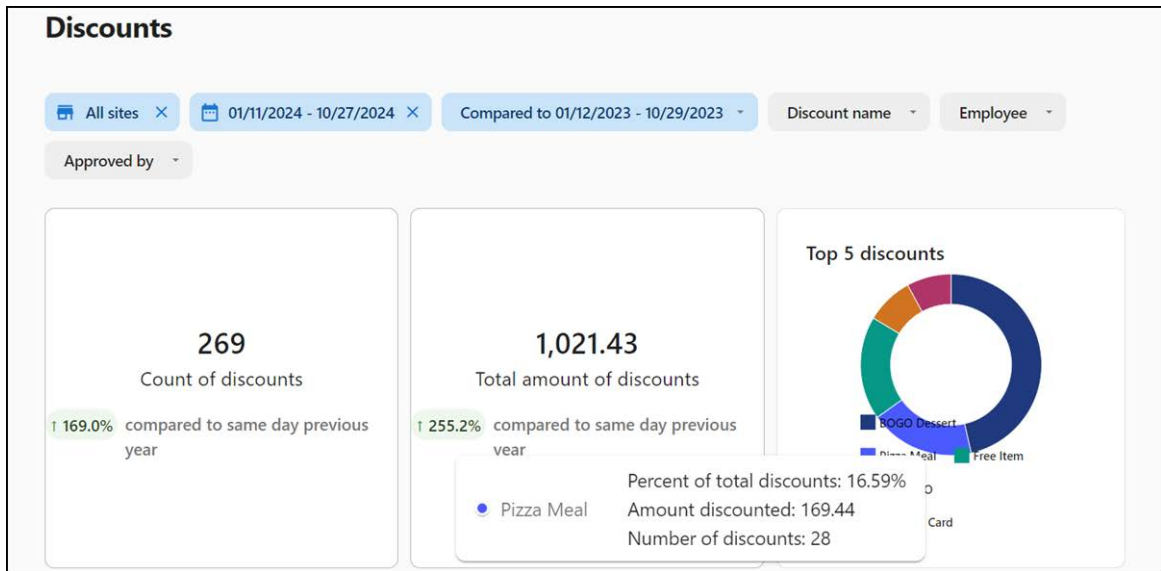 Discounts
All sites
01/11/2024 - 10/27/2024
Compared to 01/12/2023 - 10/29/2023
Discount name
Employee
Approved by
269
Count of discounts
↑ 169.0% compared to same day previous
year
1,021.43
Total amount of discounts
↑ 255.2% compared to same day previous
year
Top 5 discounts
BOGO Dessert
Pizza Meal
Free Item
O
Card
Pizza Meal
Percent of total discounts: 16.59%
Amount discounted: 169.44
Number of discounts: 28